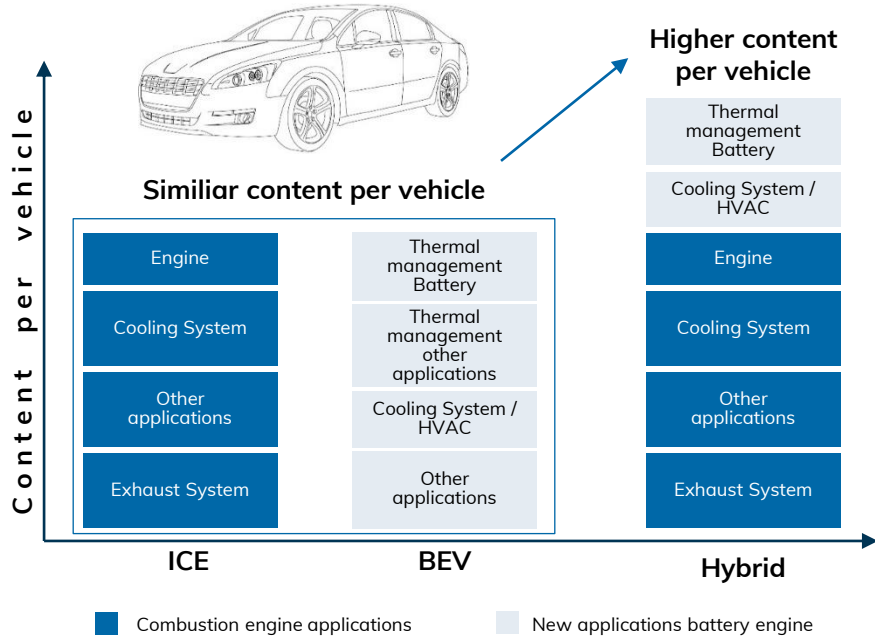 Higher content
per vehicle
Content per vehicle
Similiar content per vehicle
Engine
Cooling System
Other
applications
Exhaust System
Thermal
management
Battery
Thermal
management
other
applications
Cooling System /
HVAC
Other
applications
Thermal
management
Battery
Cooling System /
HVAC
Engine
Cooling System
Other
applications
Exhaust System
ICE
BEV
Hybrid
Combustion engine applications
New applications battery engine